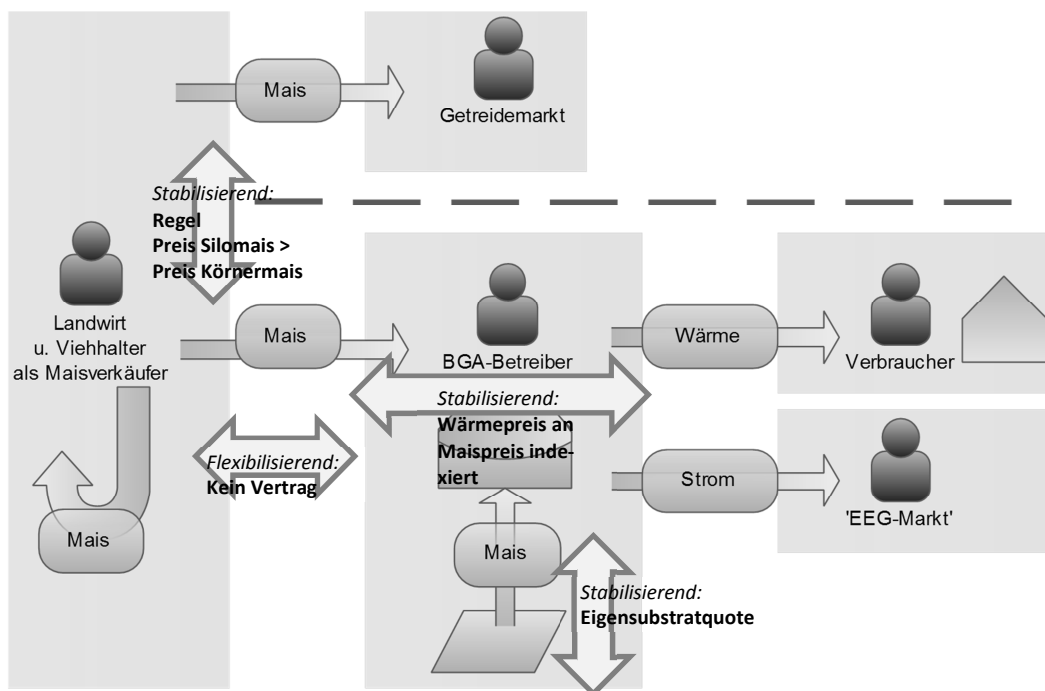 Mais
Getreidemarkt
Stabilisierend:
Regel
Preis Silomais >
Preis Körnermais
Landwirt
u. Viehhalter
als Maisverkäufer
Mais
BGA-Betreiber
Wärme
Verbraucher
Stabilisierend:
Wärmepreis an
Maispreis inde-
xiert
Flexibilisierend:
Kein Vertrag
Strom
'EEG-Markt'
Mais
Mais
Stabilisierend:
Eigensubstratquote